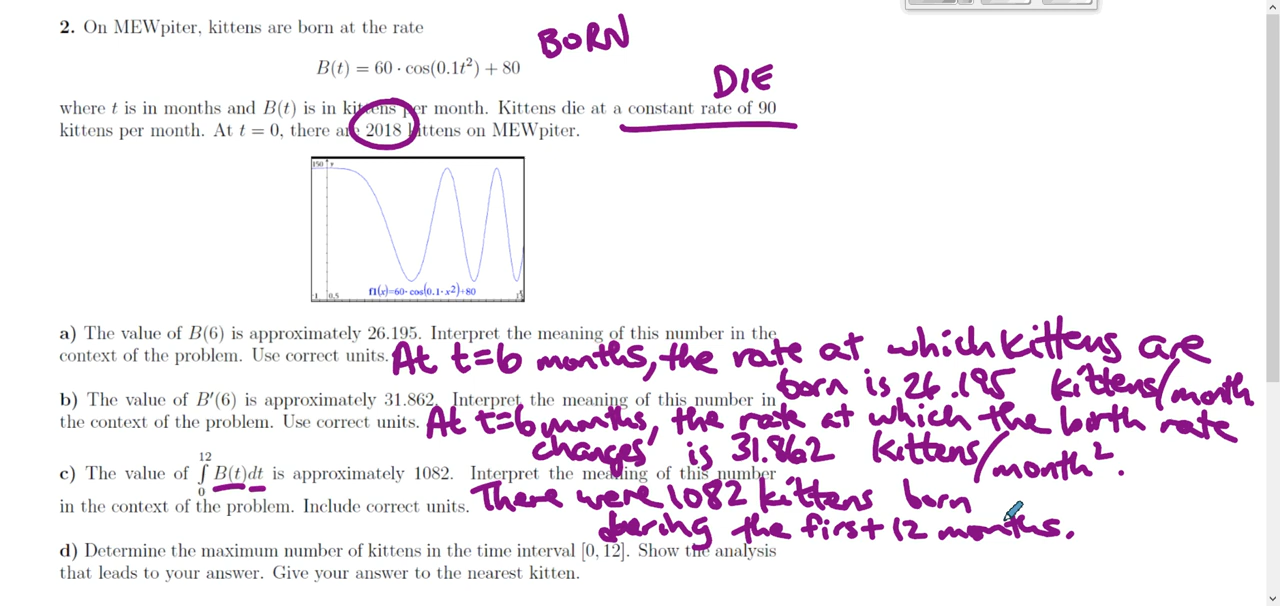 2. On MEWpiter, kittens are born at the rate
BORN
B(t) = 60 · cos(0.1t²) + 80
DIE
where t is in months and B(t) is in kittens per month. Kittens die at a constant rate of 90
kittens per month. At t = 0, there are 2018 kittens on MEWpiter.
150 y
f1(x)=60·cos(0.1·x²)+80
-1 0.5
a) The value of B(6) is approximately 26.195. Interpret the meaning of this number in the
context of the problem. Use correct units. At t=6 months, the rate at which kittens are
born is 26.195 kittens/month
b) The value of B′(6) is approximately 31.862. Interpret the meaning of this number in
the context of the problem. Use correct units. At t=6 months, the rate at which the birth rate
changes is 31.862 kittens/month².
c) The value of ∫₀¹² B(t)dt is approximately 1082. Interpret the meaning of this number
in the context of the problem. Include correct units. There were 1082 kittens born
during the first 12 months.
d) Determine the maximum number of kittens in the time interval [0, 12]. Show the analysis
that leads to your answer. Give your answer to the nearest kitten.